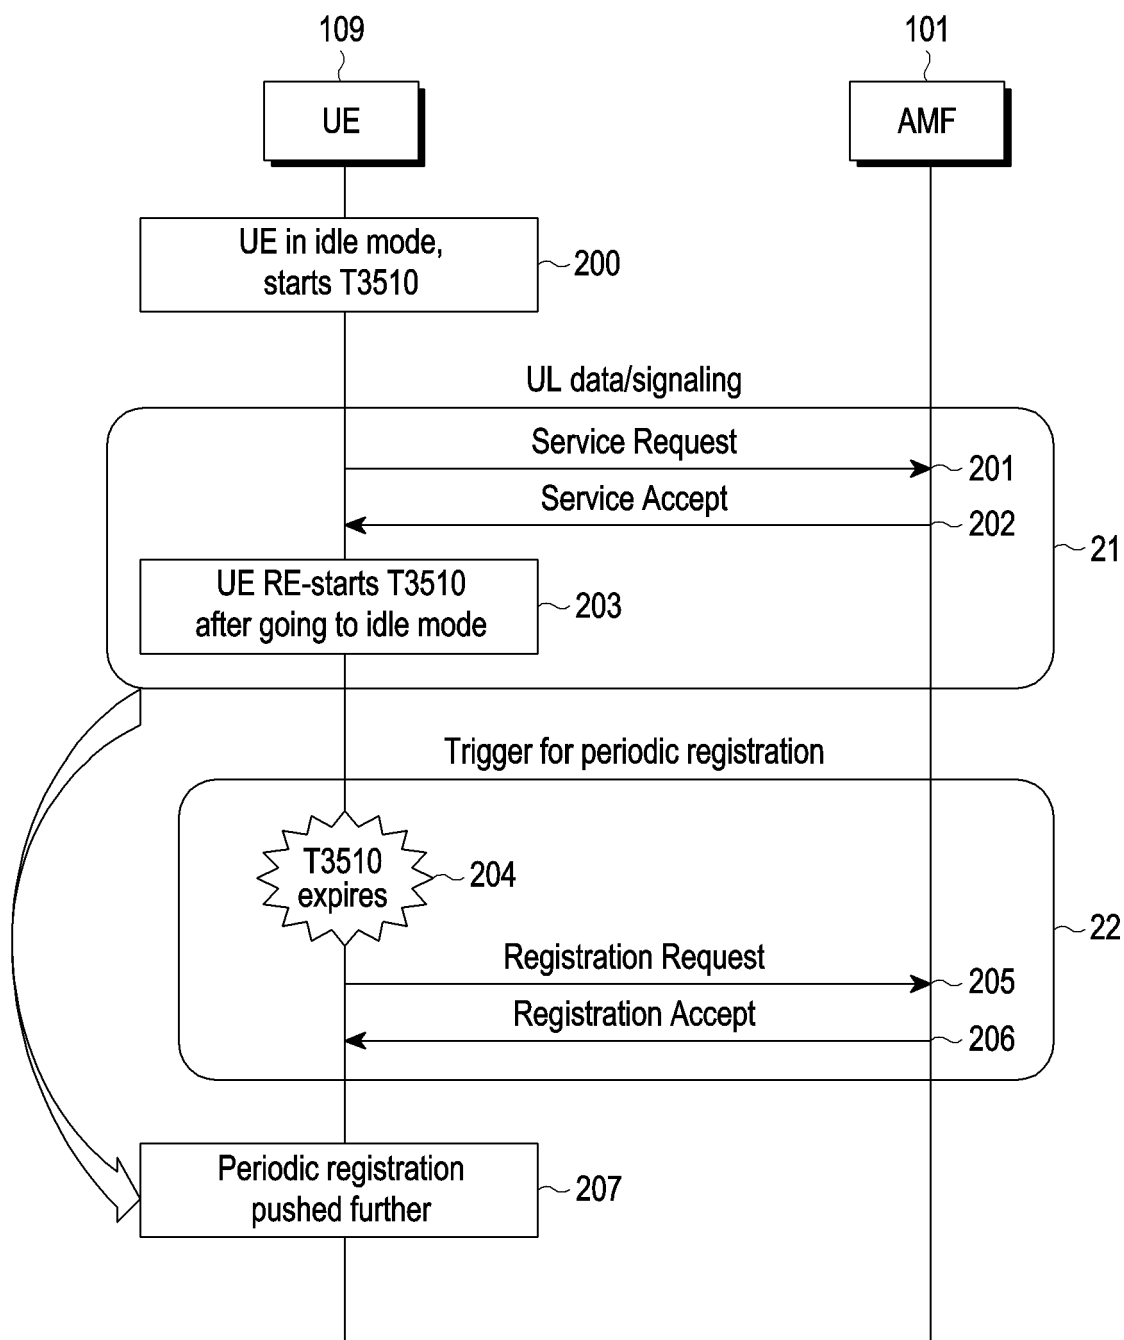 109
101
UE
AMF
UE in idle mode,
starts T3510
200
UL data/signaling
Service Request
201
Service Accept
202
21
UE RE-starts T3510
after going to idle mode
203
Trigger for periodic registration
T3510
expires
204
22
Registration Request
205
Registration Accept
206
Periodic registration
pushed further
207